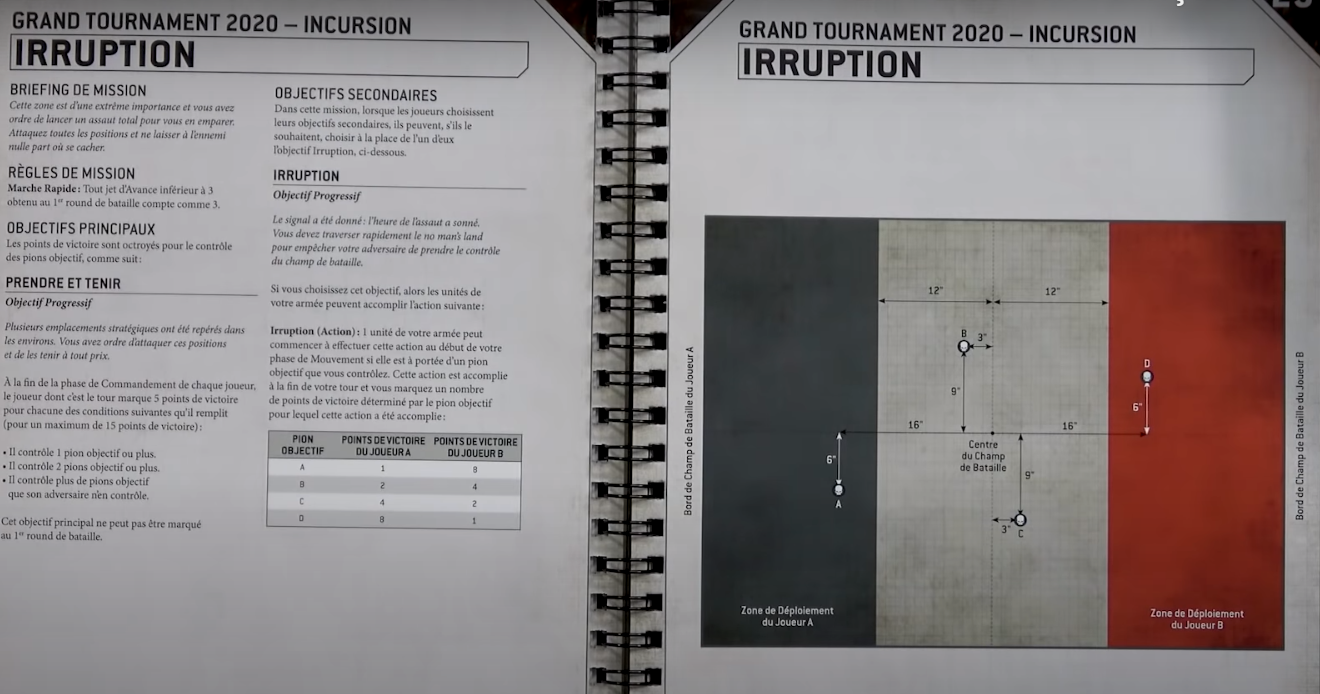 GRAND TOURNAMENT 2020 – INCURSION
IRRUPTION
BRIEFING DE MISSION
Cette zone est d'une extrême importance et vous avez
ordre de lancer un assaut total pour vous en emparer.
Attaquez toutes les positions et ne laisser à l'ennemi
nulle part où se cacher.
RÈGLES DE MISSION
Marche Rapide : Tout jet d'Avance inférieur à 3
obtenu au 1er round de bataille compte comme 3.
OBJECTIFS PRINCIPAUX
Les points de victoire sont octroyés pour le contrôle
des pions objectif, comme suit :
PRENDRE ET TENIR
Objectif Progressif
Plusieurs emplacements stratégiques ont été repérés dans
les environs. Vous avez ordre d'attaquer ces positions
et de les tenir à tout prix.
À la fin de la phase de Commandement de chaque joueur,
le joueur dont c'est le tour marque 5 points de victoire
pour chacune des conditions suivantes qu'il remplit
(pour un maximum de 15 points de victoire) :
• Il contrôle 1 pion objectif ou plus.
• Il contrôle 2 pions objectif ou plus.
• Il contrôle plus de pions objectif
que son adversaire n'en contrôle.
Cet objectif principal ne peut pas être marqué
au 1er round de bataille.
OBJECTIFS SECONDAIRES
Dans cette mission, lorsque les joueurs choisissent
leurs objectifs secondaires, ils peuvent, s'ils le
souhaitent, choisir à la place de l'un d'eux
l'objectif Irruption, ci-dessous.
IRRUPTION
Objectif Progressif
Le signal a été donné : l'heure de l'assaut a sonné.
Vous devez traverser rapidement le no man's land
pour empêcher votre adversaire de prendre le contrôle
du champ de bataille.
Si vous choisissez cet objectif, alors les unités de
votre armée peuvent accomplir l'action suivante :
Irruption (Action) : 1 unité de votre armée peut
commencer à effectuer cette action au début de votre
phase de Mouvement si elle est à portée d'un pion
objectif que vous contrôlez. Cette action est accomplie
à la fin de votre tour et vous marquez un nombre
de points de victoire déterminé par le pion objectif
pour lequel cette action a été accomplie :
PION OBJECTIF POINTS DE VICTOIRE DU JOUEUR A POINTS DE VICTOIRE DU JOUEUR B
A 1 8
B 2 4
C 4 2
D 8 1
GRAND TOURNAMENT 2020 – INCURSION
IRRUPTION
Bord de Champ de Bataille du Joueur A
12" 12"
B 3"
D
9"
6"
16" 16"
Centre
du Champ
de Bataille
6"
9"
A
3" C
Zone de Déploiement
du Joueur A
Zone de Déploiement
du Joueur B
Bord de Champ de Bataille du Joueur B